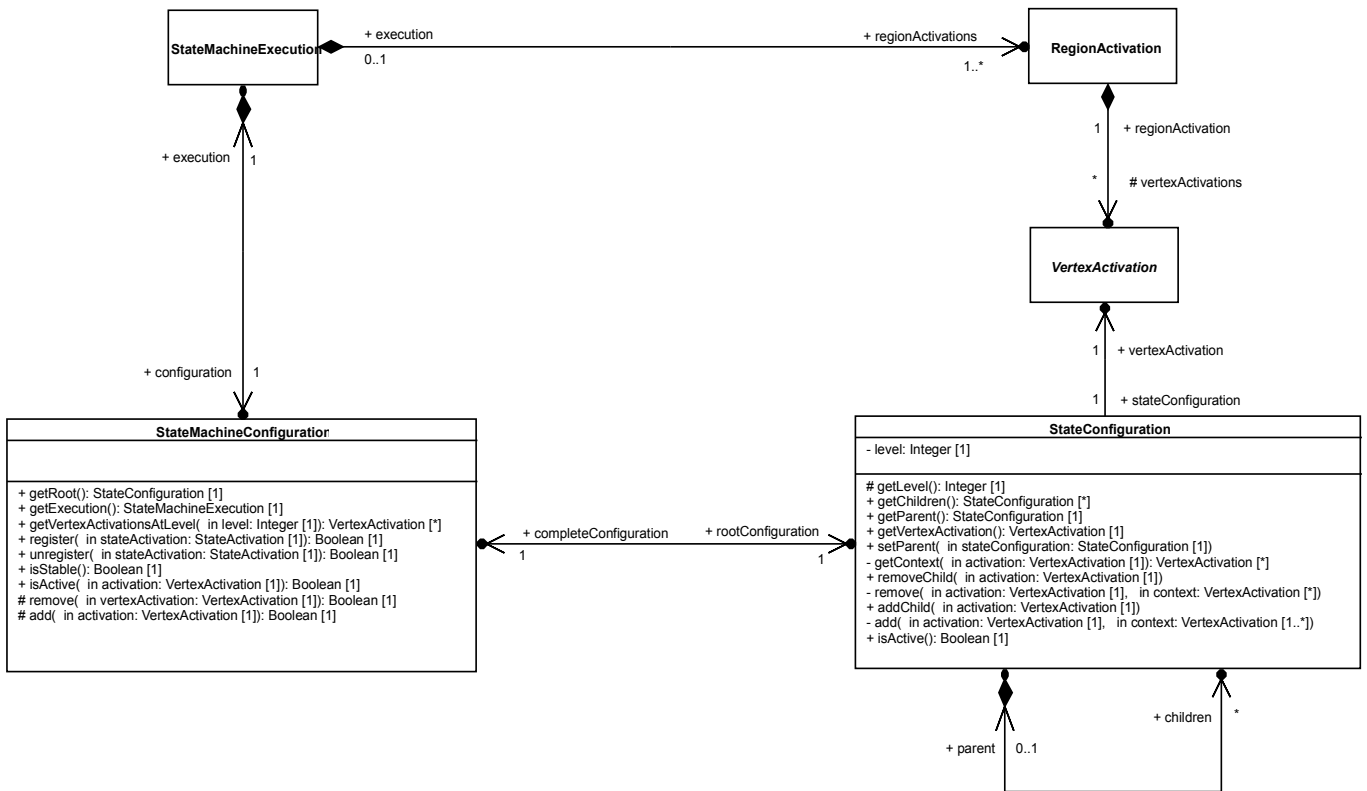 StateMachineExecution
+ execution
0..1
+ regionActivations
1..*
RegionActivation
1
+ regionActivation
*
# vertexActivations
VertexActivation
1
+ vertexActivation
1
+ stateConfiguration
+ execution
1
+ configuration
1
StateMachineConfiguration
+ getRoot(): StateConfiguration [1]
+ getExecution(): StateMachineExecution [1]
+ getVertexActivationsAtLevel( in level: Integer [1]): VertexActivation [*]
+ register( in stateActivation: StateActivation [1]): Boolean [1]
+ unregister( in stateActivation: StateActivation [1]): Boolean [1]
+ isStable(): Boolean [1]
+ isActive( in activation: VertexActivation [1]): Boolean [1]
# remove( in vertexActivation: VertexActivation [1]): Boolean [1]
# add( in activation: VertexActivation [1]): Boolean [1]
+ completeConfiguration
1
+ rootConfiguration
1
StateConfiguration
- level: Integer [1]
# getLevel(): Integer [1]
+ getChildren(): StateConfiguration [*]
+ getParent(): StateConfiguration [1]
+ getVertexActivation(): VertexActivation [1]
+ setParent( in stateConfiguration: StateConfiguration [1])
- getContext( in activation: VertexActivation [1]): VertexActivation [*]
+ removeChild( in activation: VertexActivation [1])
- remove( in activation: VertexActivation [1], in context: VertexActivation [*])
+ addChild( in activation: VertexActivation [1])
- add( in activation: VertexActivation [1], in context: VertexActivation [1..*])
+ isActive(): Boolean [1]
+ children
*
+ parent
0..1